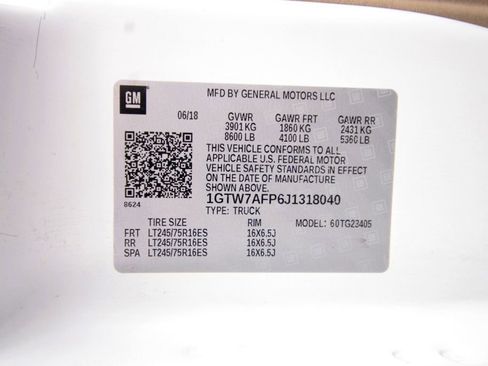 GM
MFD BY GENERAL MOTORS LLC
06/18 GVWR GAWR FRT GAWR RR
3901 KG 1860 KG 2431 KG
8600 LB 4100 LB 5360 LB
THIS VEHICLE CONFORMS TO ALL
APPLICABLE U.S. FEDERAL MOTOR
VEHICLE SAFETY STANDARDS IN EFFECT
ON THE DATE OF MANUFACTURE
SHOWN ABOVE.
8624
1GTW7AFP6J1318040
TYPE: TRUCK MODEL: 60TG23405
TIRE SIZE RIM
FRT LT245/75R16ES 16X6.5J
RR LT245/75R16ES 16X6.5J
SPA LT245/75R16ES 16X6.5J